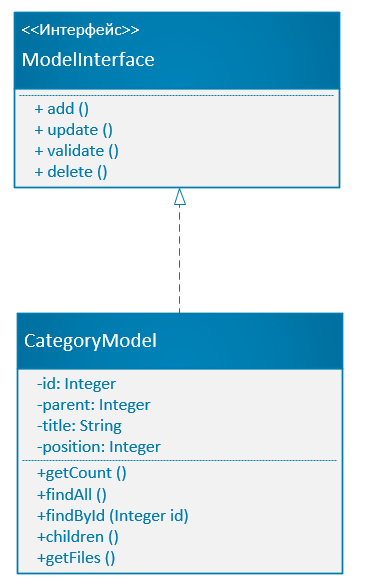 <<Интерфейс>>
ModelInterface
+ add ()
+ update ()
+ validate ()
+ delete ()
CategoryModel
-id: Integer
-parent: Integer
-title: String
-position: Integer
+getCount ()
+findAll ()
+findById (Integer id)
+children ()
+getFiles ()